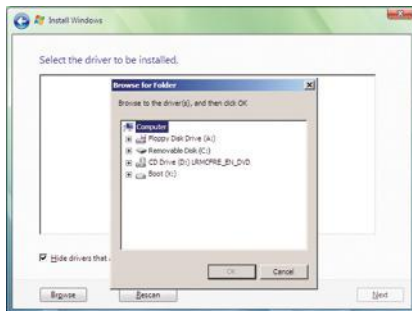 Install Windows
Select the driver to be installed.
Browse for Folder
Browse to the driver(s), and then click OK
Computer
Floppy Disk Drive (A:)
Removable Disk (C:)
CD Drive (D:) LRMCFRE_EN_DVD
Boot (X:)
Hide drivers that
OK
Cancel
Browse
Rescan
Next